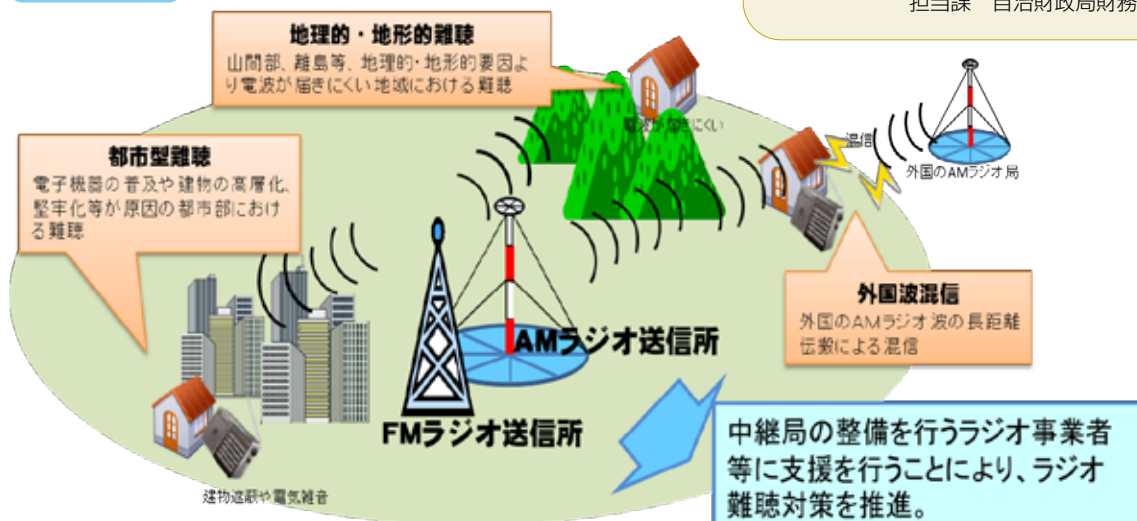 担当課　自治財政局財務
地理的・地形的難聴
山間部、離島等、地理的・地形的要因よ
り電波が届きにくい地域における難聴
電波が届きにくい
混信
外国のAMラジオ局
都市型難聴
電子機器の普及や建物の高層化、
堅牢化等が原因の都市部におけ
る難聴
外国波混信
外国のAMラジオ波の長距離
伝搬による混信
AMラジオ送信所
FMラジオ送信所
建物遮蔽や電気雑音
中継局の整備を行うラジオ事業者
等に支援を行うことにより、ラジオ
難聴対策を推進。